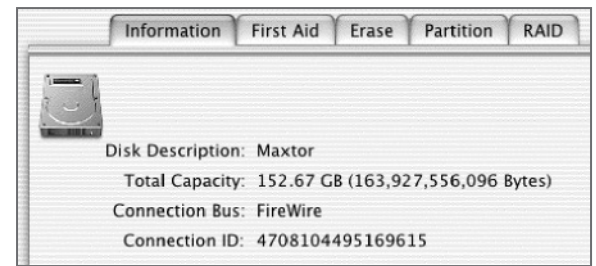 Information First Aid Erase Partition RAID
Disk Description: Maxtor
Total Capacity: 152.67 GB (163,927,556,096 Bytes)
Connection Bus: FireWire
Connection ID: 4708104495169615